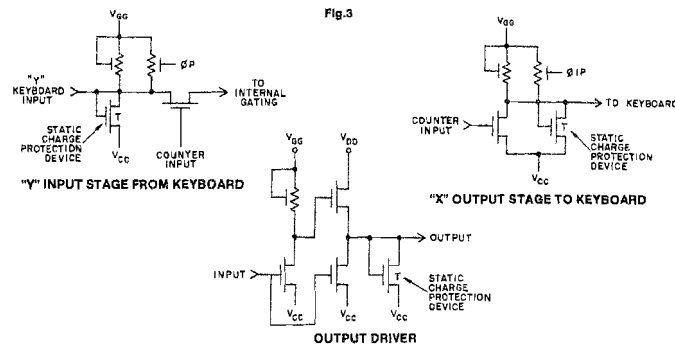 Fig.3
VGG
ØP
"Y"
KEYBOARD
INPUT
TO
INTERNAL
GATING
T
STATIC
CHARGE
PROTECTION
DEVICE
VCC
COUNTER
INPUT
"Y" INPUT STAGE FROM KEYBOARD
VGG
Ø1P
TO KEYBOARD
COUNTER
INPUT
T
STATIC
CHARGE
PROTECTION
DEVICE
VCC
"X" OUTPUT STAGE TO KEYBOARD
VGG
VDD
OUTPUT
INPUT
T
STATIC
CHARGE
PROTECTION
DEVICE
VCC
VCC
VCC
OUTPUT DRIVER